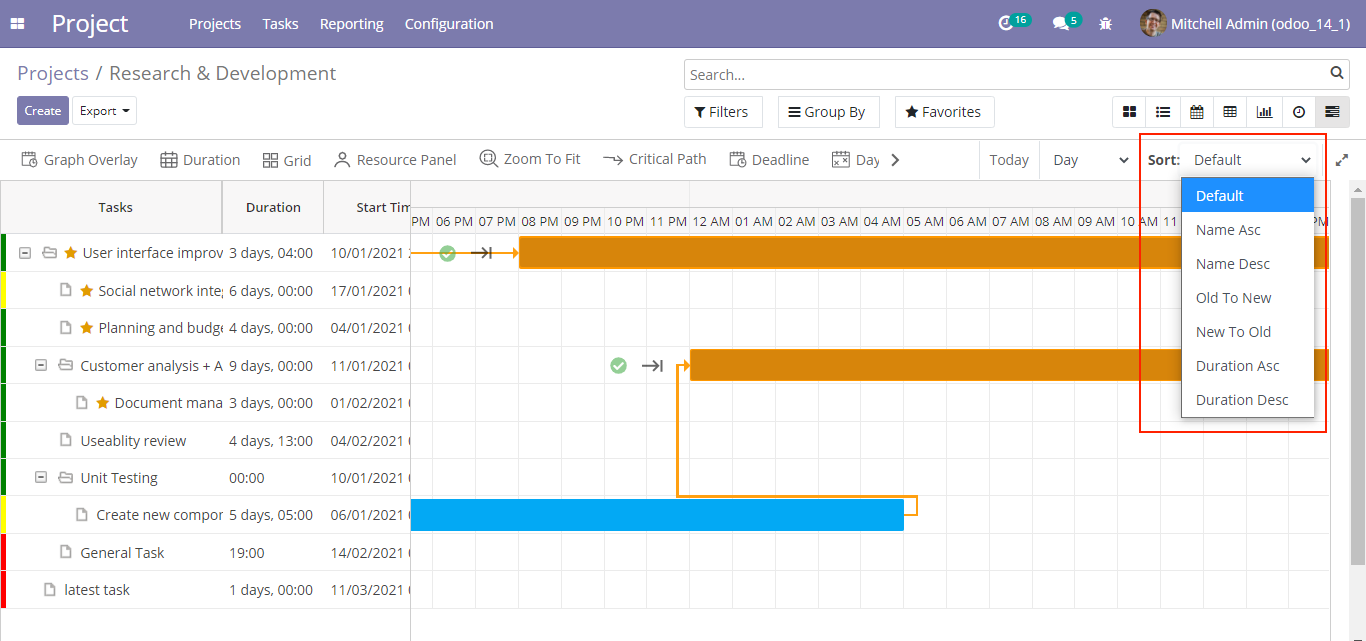 Project Projects Tasks Reporting Configuration 16 5 Mitchell Admin (odoo_14_1)
Projects / Research & Development
Search...
Create Export
Filters Group By Favorites
Graph Overlay Duration Grid Resource Panel Zoom To Fit Critical Path Deadline Day Today Day Sort: Default
Default
Name Asc
Name Desc
Old To New
New To Old
Duration Asc
Duration Desc
Tasks Duration Start Tim
PM 06 PM 07 PM 08 PM 09 PM 10 PM 11 PM 12 AM 01 AM 02 AM 03 AM 04 AM 05 AM 06 AM 07 AM 08 AM 09 AM 10 AM 11 PM
User interface improv 3 days, 04:00 10/01/2021
Social network inte 6 days, 00:00 17/01/2021
Planning and budge 4 days, 00:00 04/01/2021
Customer analysis + A 9 days, 00:00 11/01/2021
Document mana 3 days, 00:00 01/02/2021
Useablity review 4 days, 13:00 04/02/2021
Unit Testing 00:00 10/01/2021
Create new compor 5 days, 05:00 06/01/2021
General Task 19:00 14/02/2021
latest task 1 days, 00:00 11/03/2021